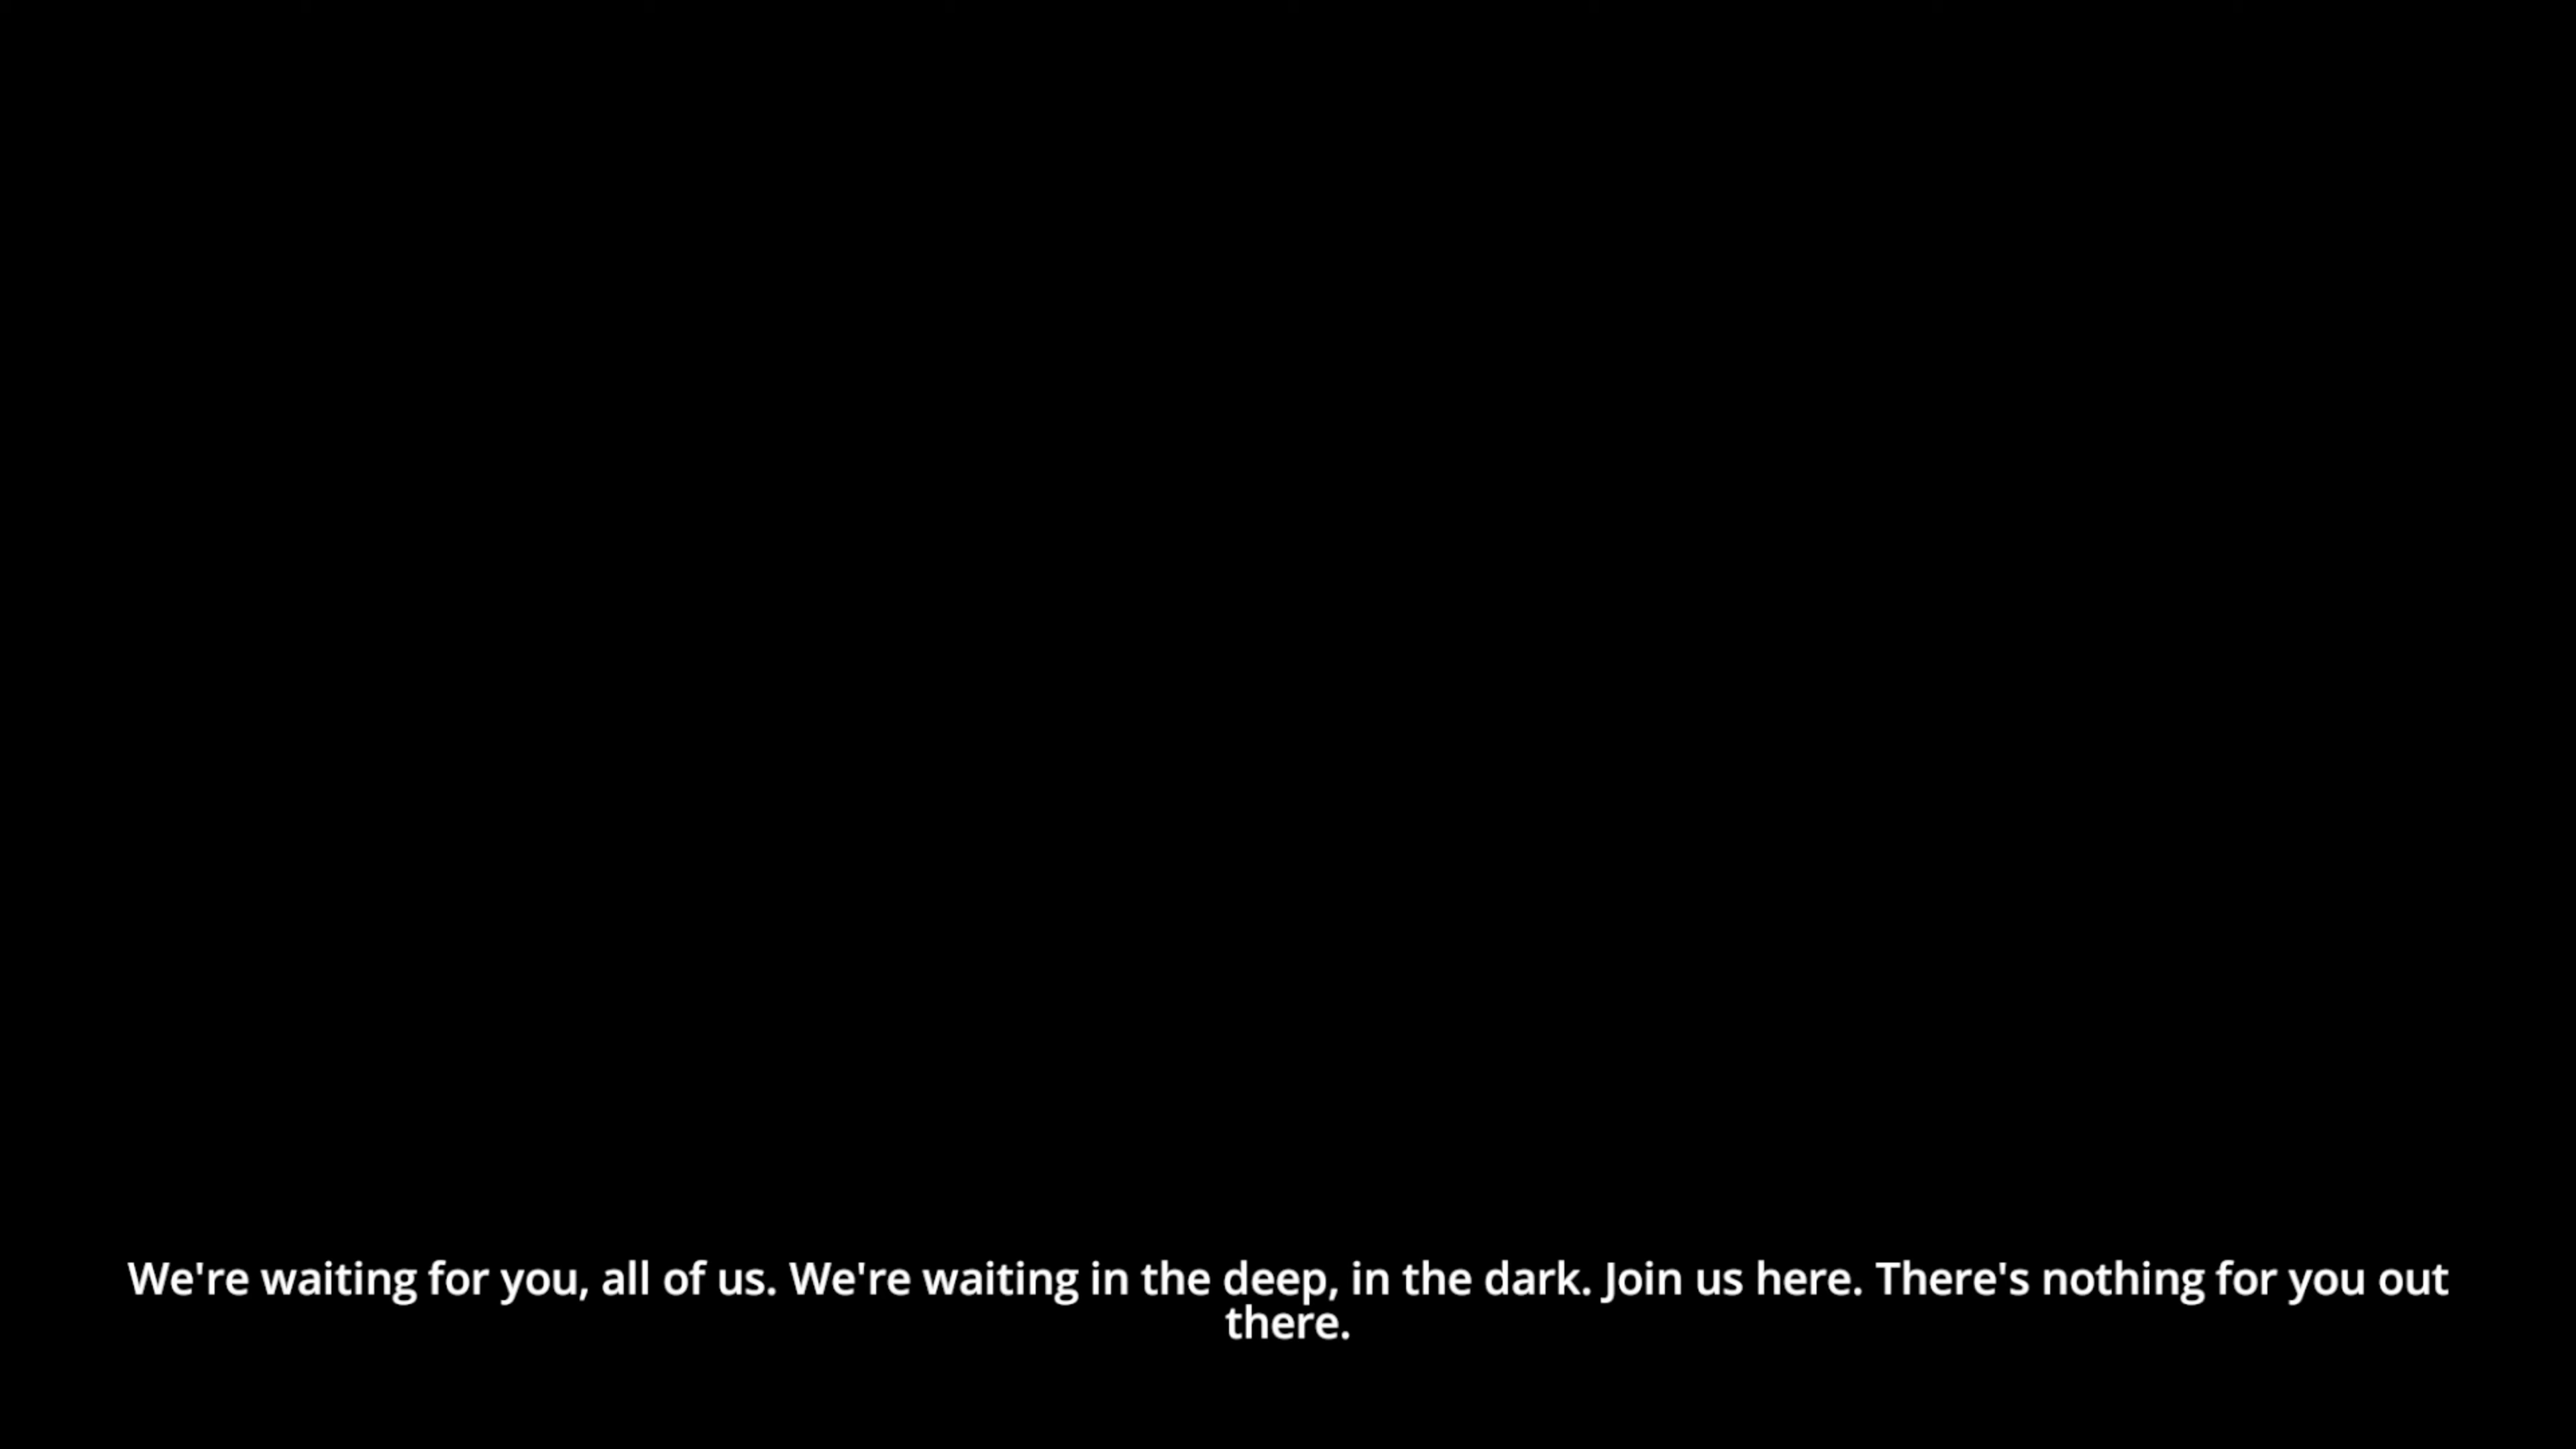 We're waiting for you, all of us. We're waiting in the deep, in the dark. Join us here. There's nothing for you out
there.